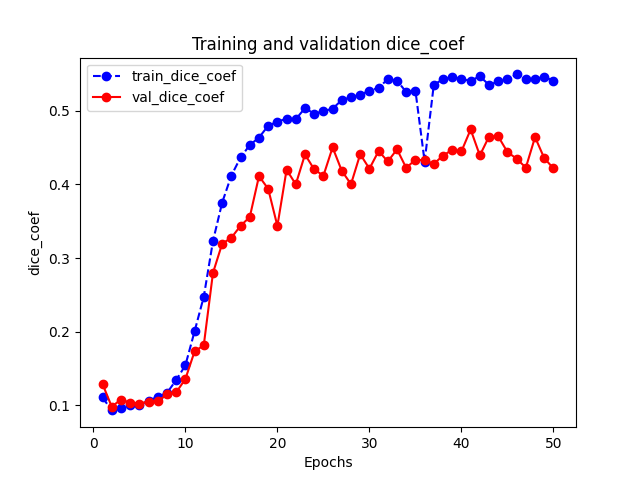 Training and validation dice_coef
train_dice_coef
val_dice_coef
dice_coef
0.5
0.4
0.3
0.2
0.1
0 10 20 30 40 50
Epochs